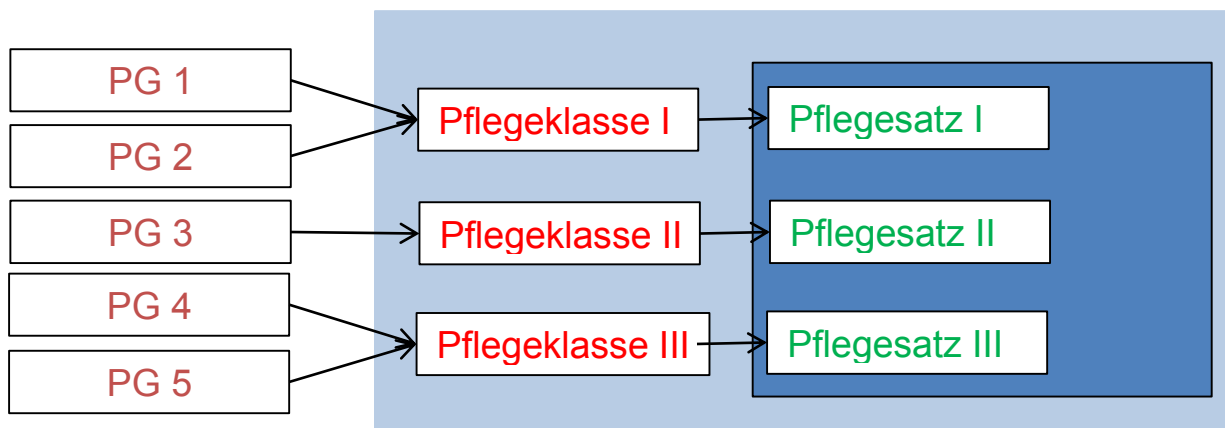 PG 1
PG 2
PG 3
PG 4
PG 5
Pflegeklasse I
Pflegeklasse II
Pflegeklasse III
Pflegesatz I
Pflegesatz II
Pflegesatz III